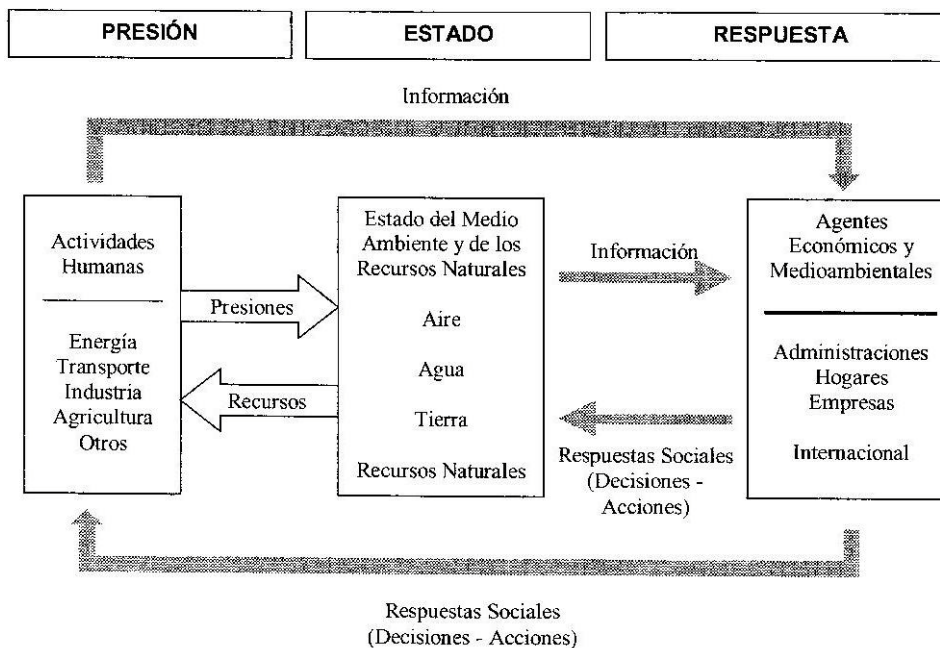 PRESIÓN
ESTADO
RESPUESTA
Información
Actividades
Humanas
Energía
Transporte
Industria
Agricultura
Otros
Presiones
Recursos
Estado del Medio
Ambiente y de los
Recursos Naturales
Aire
Agua
Tierra
Recursos Naturales
Información
Respuestas Sociales
(Decisiones -
Acciones)
Agentes
Económicos y
Medioambientales
Administraciones
Hogares
Empresas
Internacional
Respuestas Sociales
(Decisiones - Acciones)